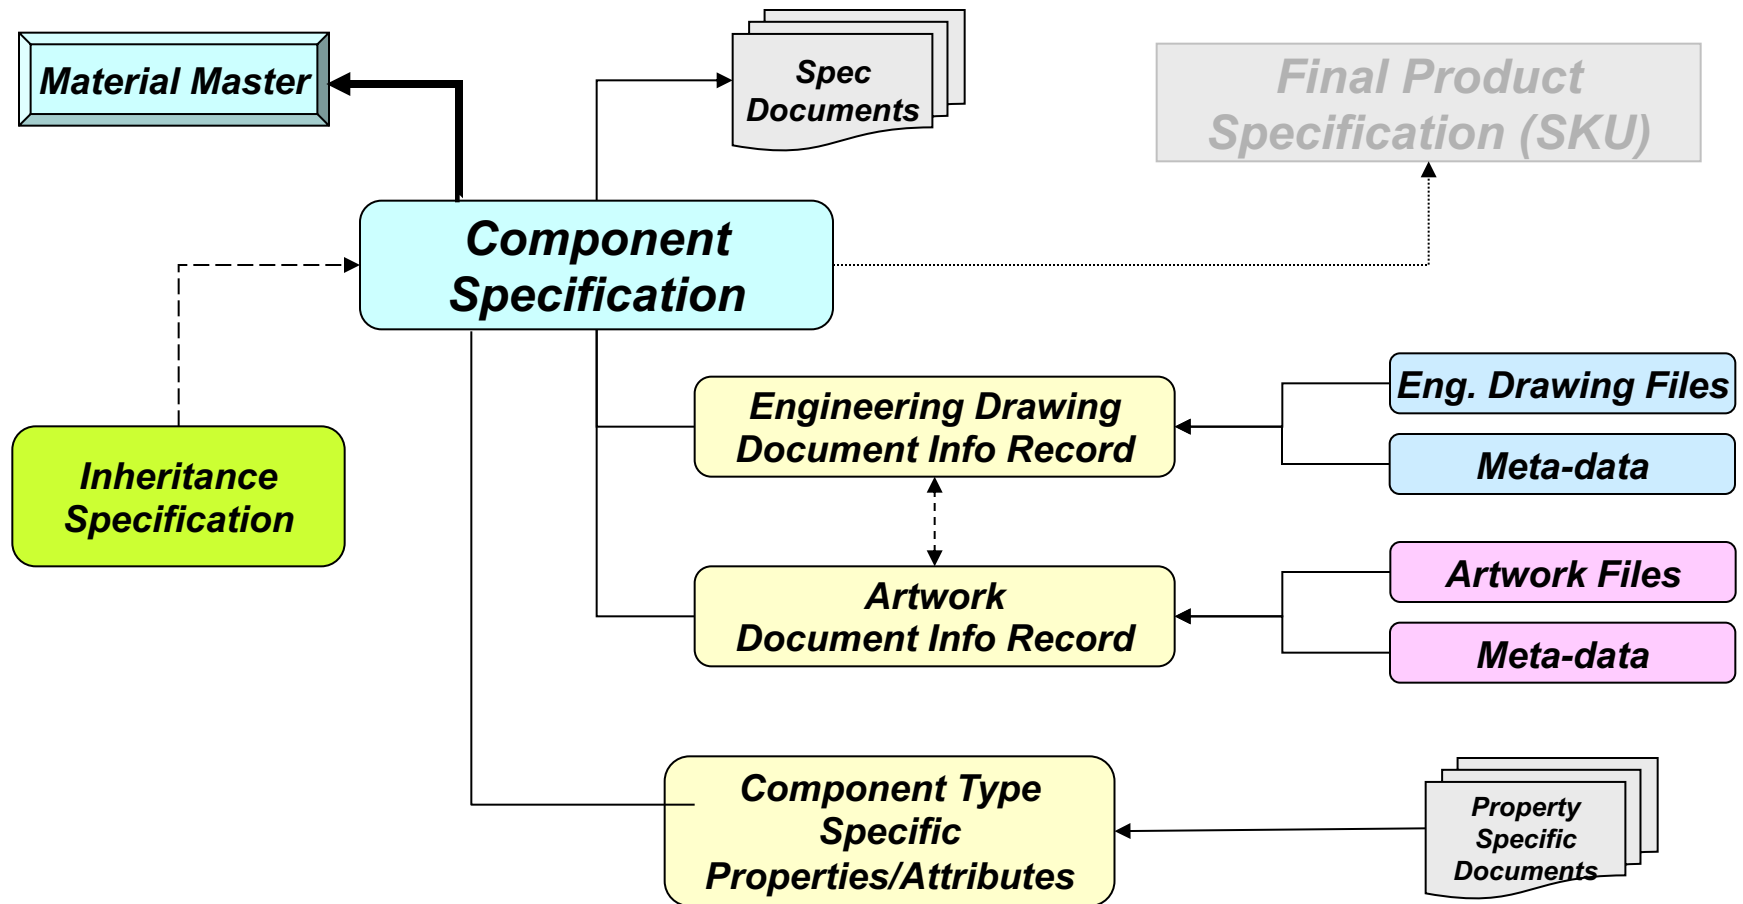 Material Master
Spec
Documents
Final Product
Specification (SKU)
Component
Specification
Inheritance
Specification
Engineering Drawing
Document Info Record
Eng. Drawing Files
Meta-data
Artwork
Document Info Record
Artwork Files
Meta-data
Component Type
Specific
Properties/Attributes
Property
Specific
Documents